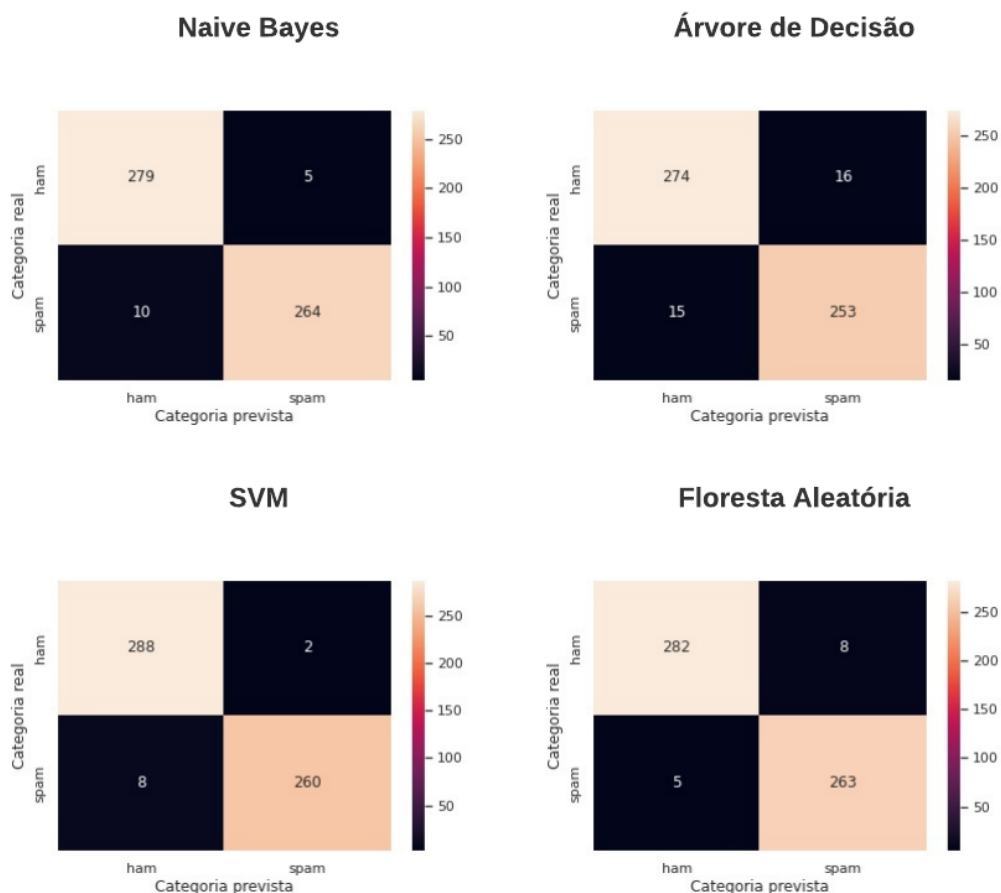 Naive Bayes
Árvore de Decisão
Categoria real
ham
spam
279
5
10
264
ham
spam
Categoria prevista
250
200
150
100
50
Categoria real
ham
spam
274
16
15
253
ham
spam
Categoria prevista
250
200
150
100
50
SVM
Floresta Aleatória
Categoria real
ham
spam
288
2
8
260
ham
spam
Categoria prevista
250
200
150
100
50
Categoria real
ham
spam
282
8
5
263
ham
spam
Categoria prevista
250
200
150
100
50